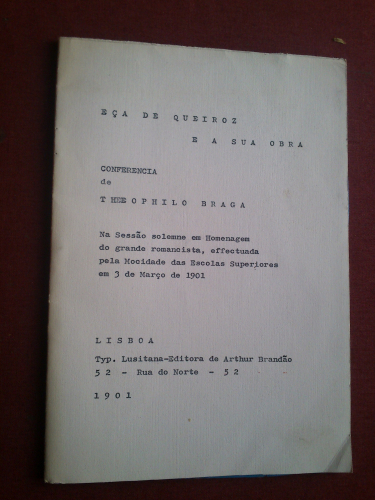 EÇA DE QUEIROZ
E A SUA OBRA
CONFERENCIA
de
THEOPHILO BRAGA
Na Sessão solemne em Homenagem
do grande romancista, effectuada
pela Mocidade das Escolas Superiores
em 3 de Março de 1901
LISBOA
Typ. Lusitana-Editora de Arthur Brandão
52 - Rua do Norte - 52
1901